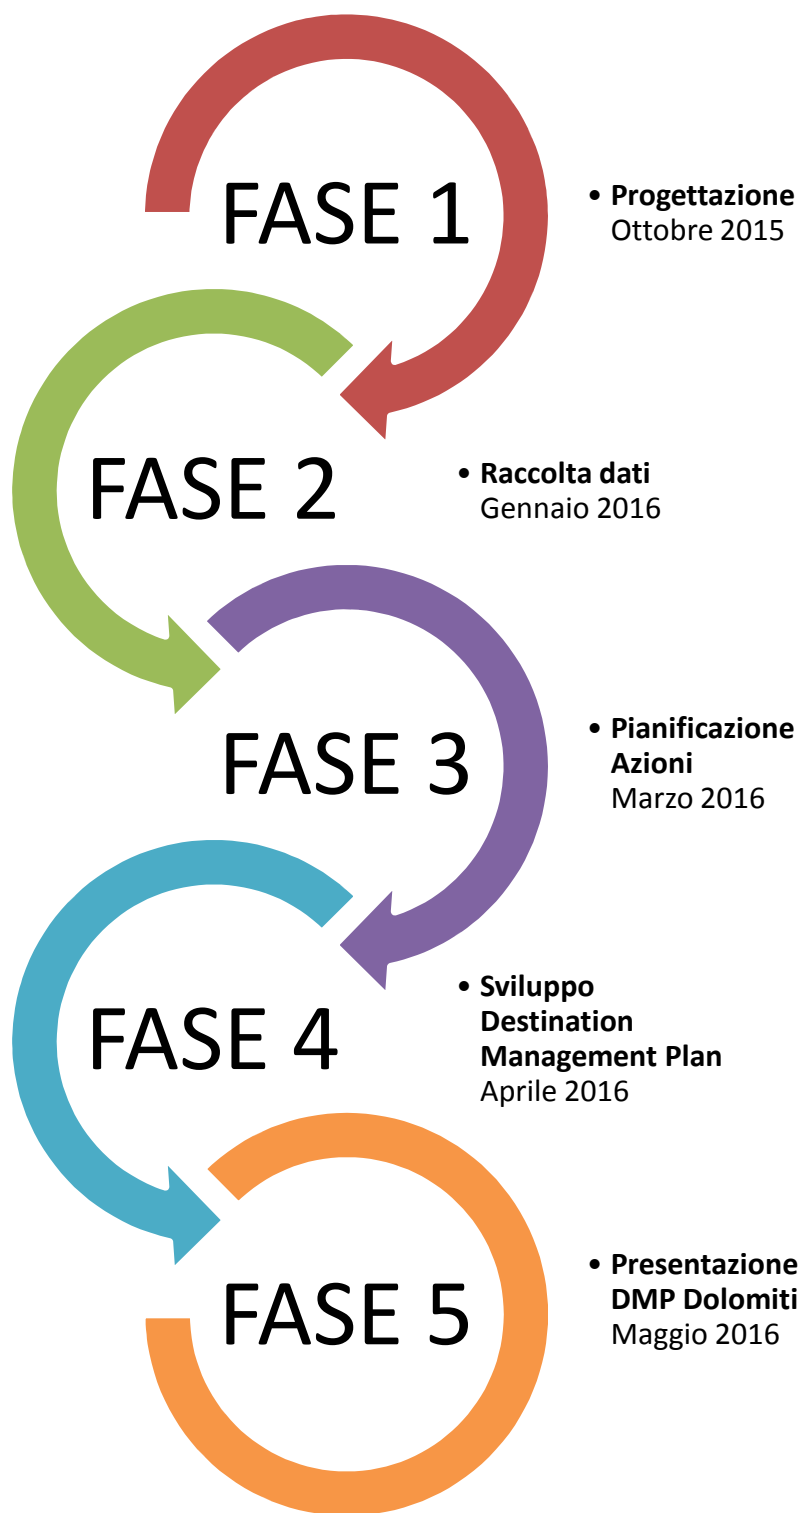 FASE 1
• Progettazione
Ottobre 2015
FASE 2
• Raccolta dati
Gennaio 2016
FASE 3
• Pianificazione
Azioni
Marzo 2016
FASE 4
• Sviluppo
Destination
Management Plan
Aprile 2016
FASE 5
• Presentazione
DMP Dolomiti
Maggio 2016